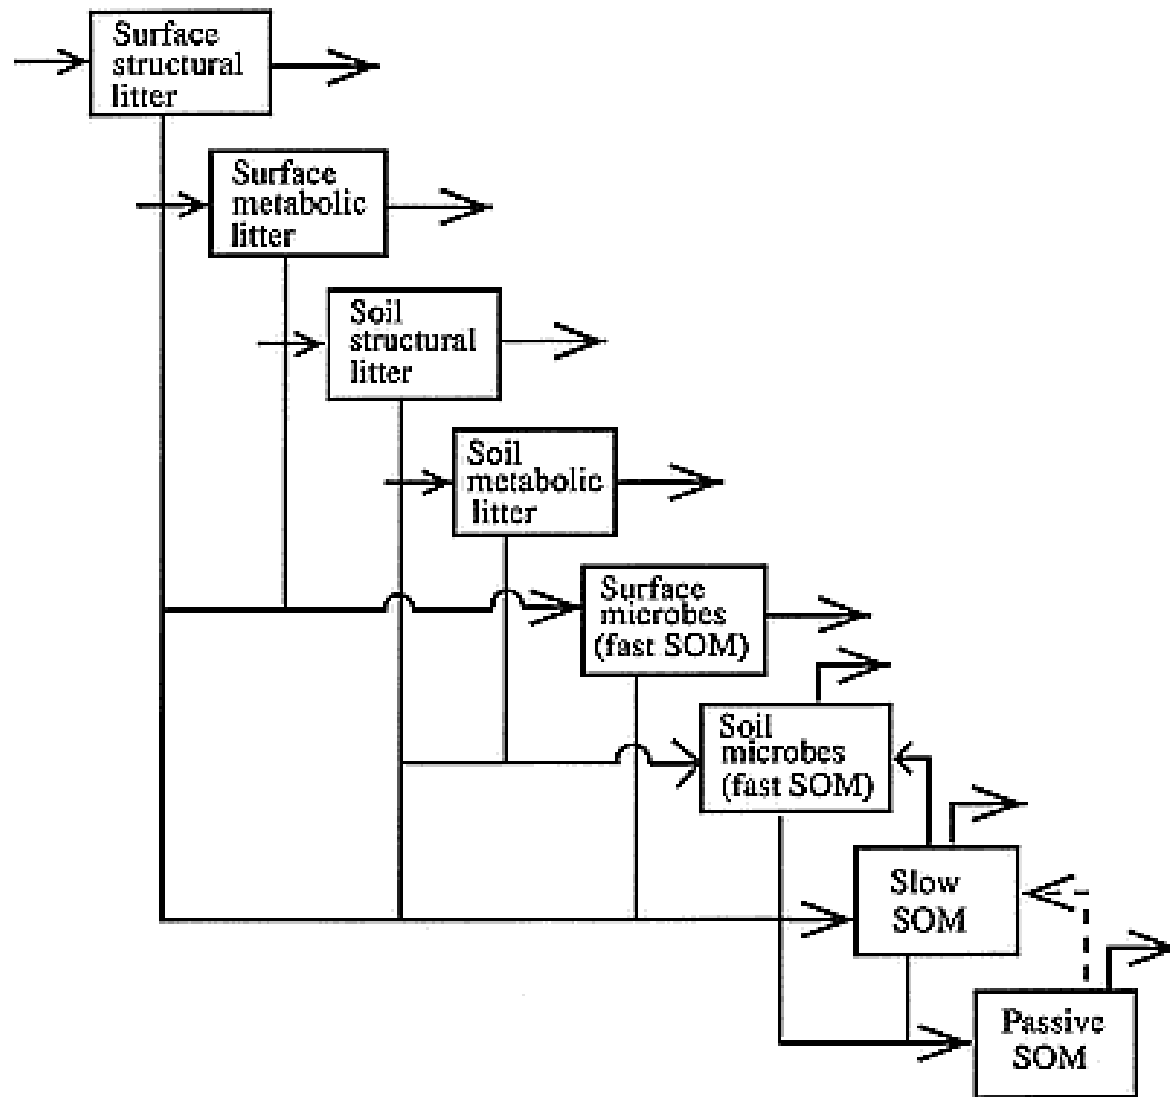 Surface
structural
litter
Surface
metabolic
litter
Soil
structural
litter
Soil
metabolic
litter
Surface
microbes
(fast SOM)
Soil
microbes
(fast SOM)
Slow
SOM
Passive
SOM